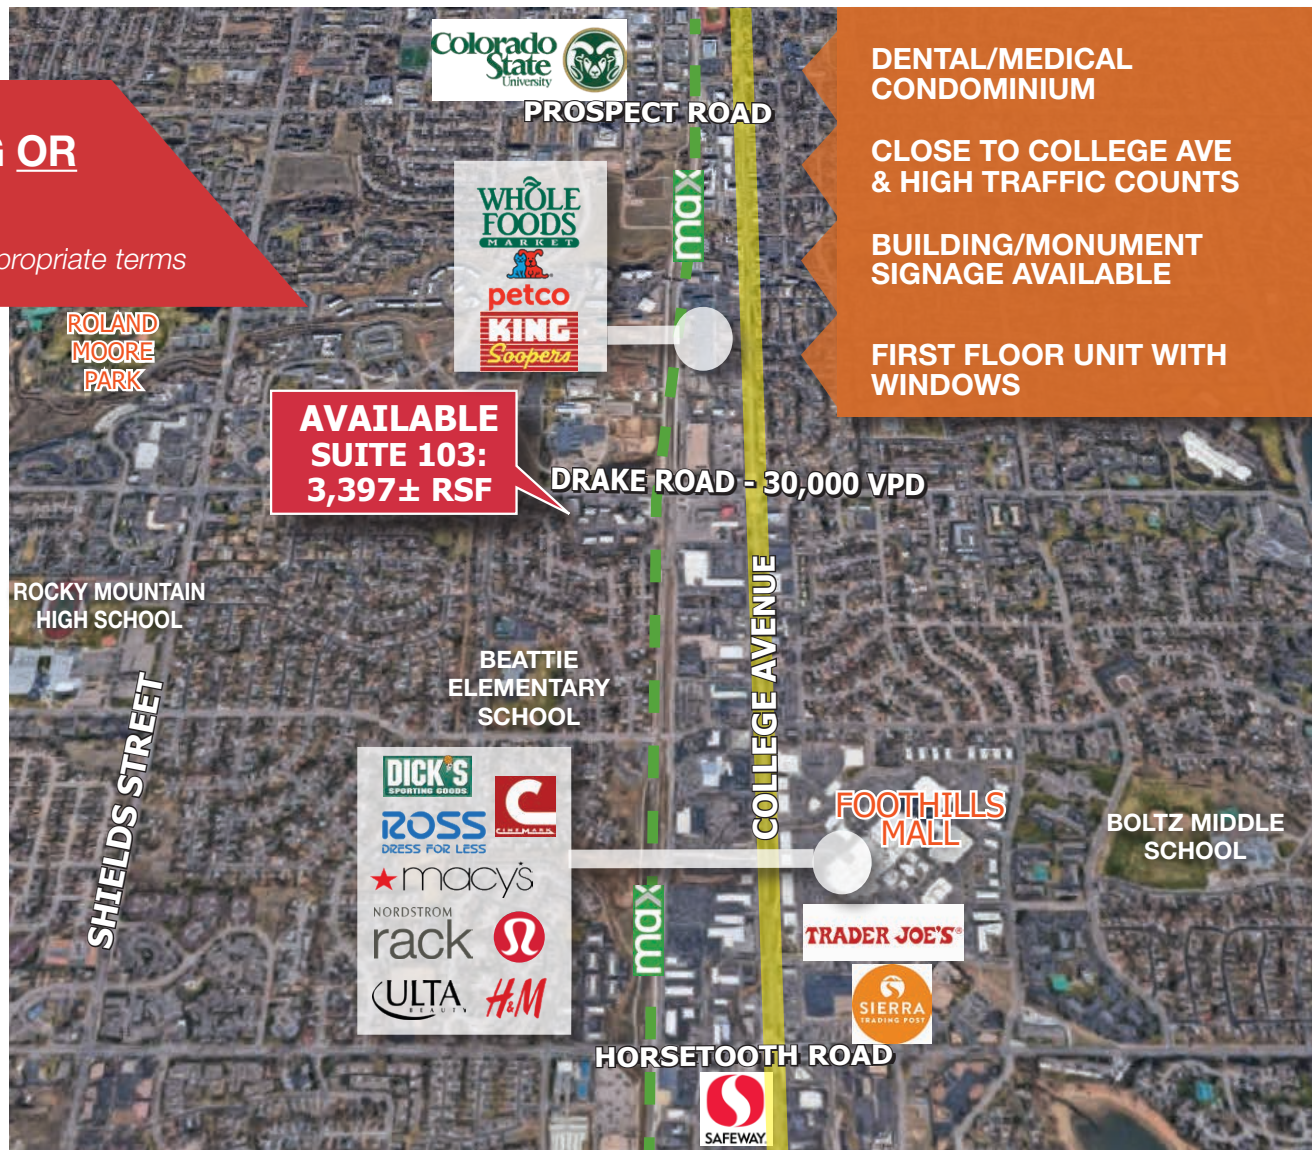 Colorado
State
University
PROSPECT ROAD
DENTAL/MEDICAL
CONDOMINIUM
CLOSE TO COLLEGE AVE
& HIGH TRAFFIC COUNTS
BUILDING/MONUMENT
SIGNAGE AVAILABLE
FIRST FLOOR UNIT WITH
WINDOWS
OR
terms
WHOLE
FOODS
MARKET
petco
KING
Soopers
max
ROLAND
MOORE
PARK
AVAILABLE
SUITE 103:
3,397± RSF
DRAKE ROAD - 30,000 VPD
ROCKY MOUNTAIN
HIGH SCHOOL
BEATTIE
ELEMENTARY
SCHOOL
COLLEGE AVENUE
SHIELDS STREET
DICK'S
SPORTING GOODS
CINEMARK
ROSS
DRESS FOR LESS
macy's
NORDSTROM
rack
ULTA
BEAUTY
H&M
max
FOOTHILLS
MALL
BOLTZ MIDDLE
SCHOOL
TRADER JOE'S®
SIERRA
TRADING POST
HORSETOOTH ROAD
SAFEWAY